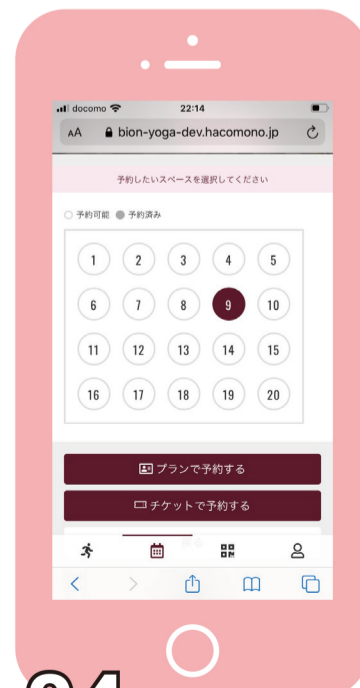 docomo 22:14
AA bion-yoga-dev.hacomono.jp
予約したいスペースを選択してください
予約可能 予約済み
1 2 3 4 5
6 7 8 9 10
11 12 13 14 15
16 17 18 19 20
プランで予約する
チケットで予約する